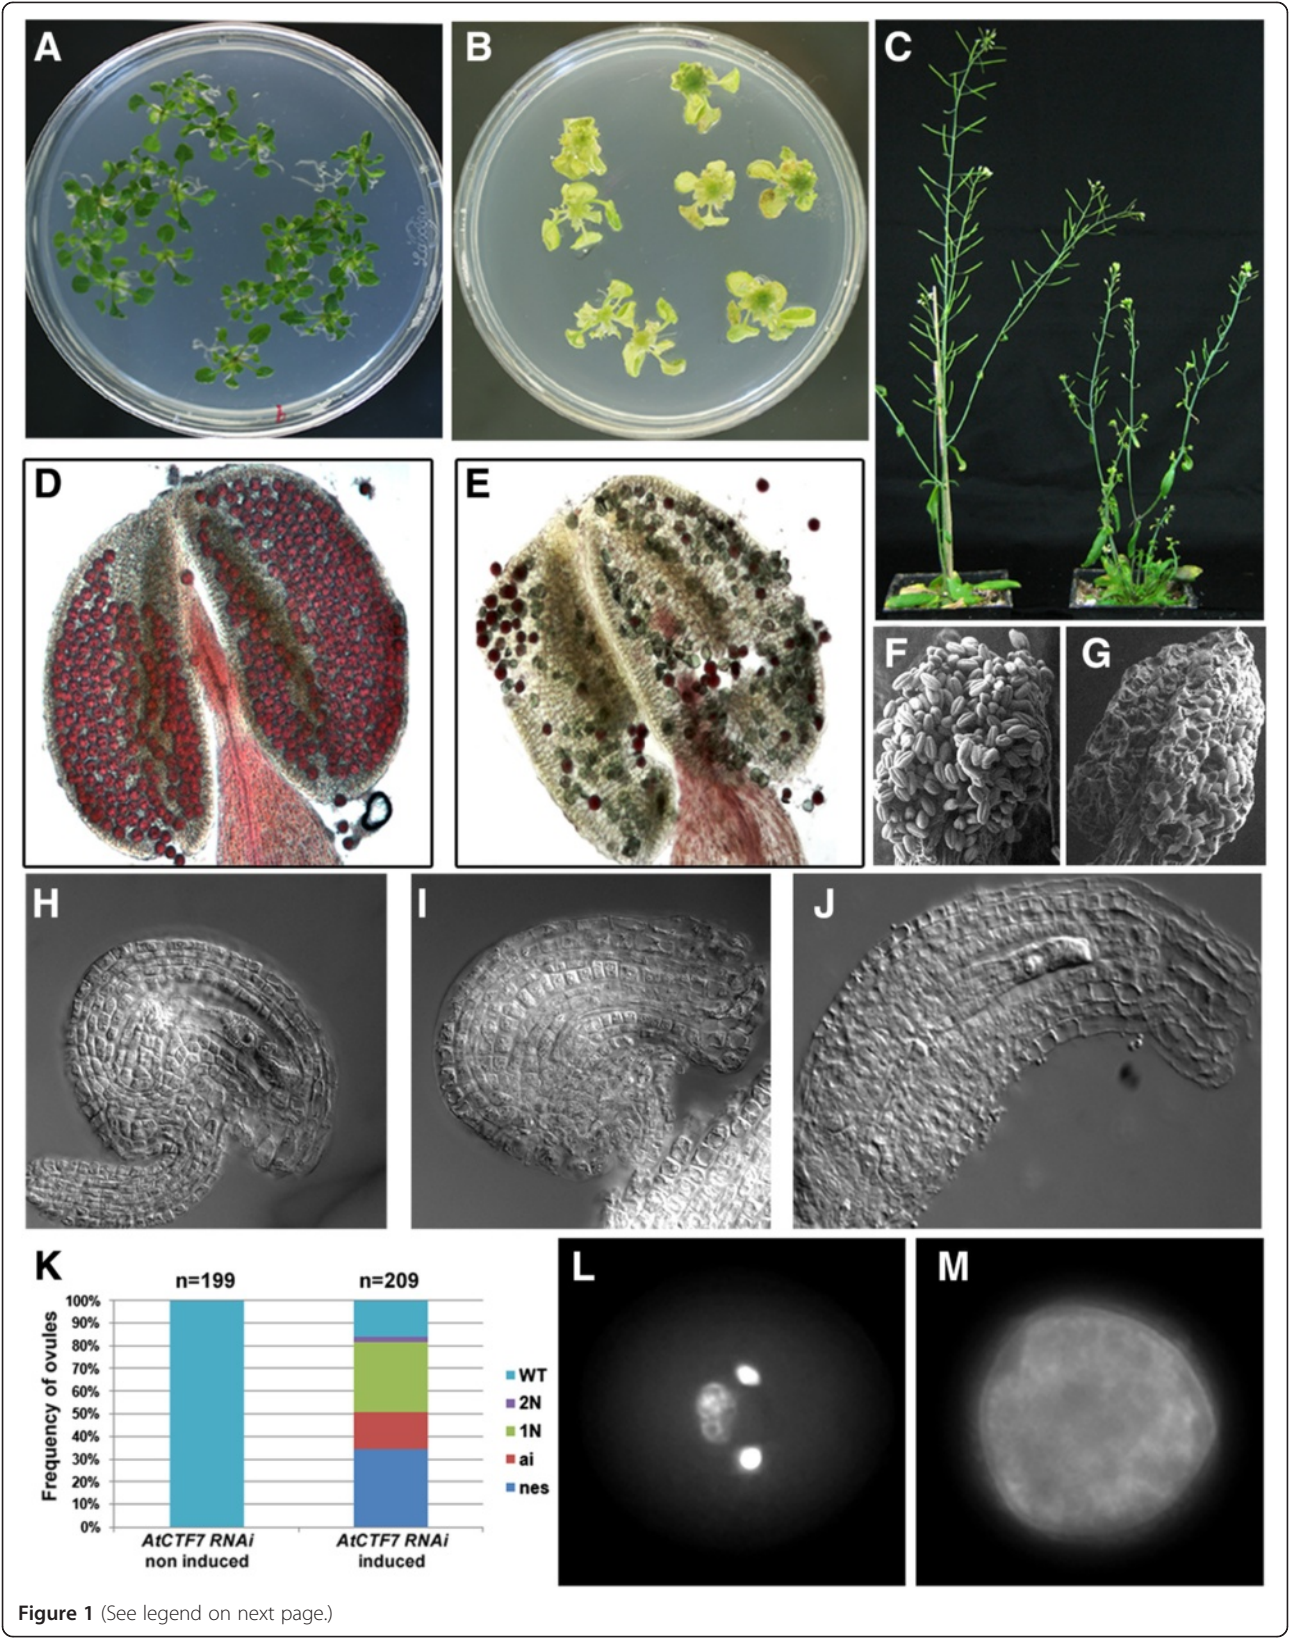 A
B
C
D
E
F
G
H
I
J
K
n=199
n=209
Frequency of ovules
100%
90%
80%
70%
60%
50%
40%
30%
20%
10%
0%
AtCTF7 RNAi
non induced
AtCTF7 RNAi
induced
WT
2N
1N
ai
nes
L
M
Figure 1 (See legend on next page.)